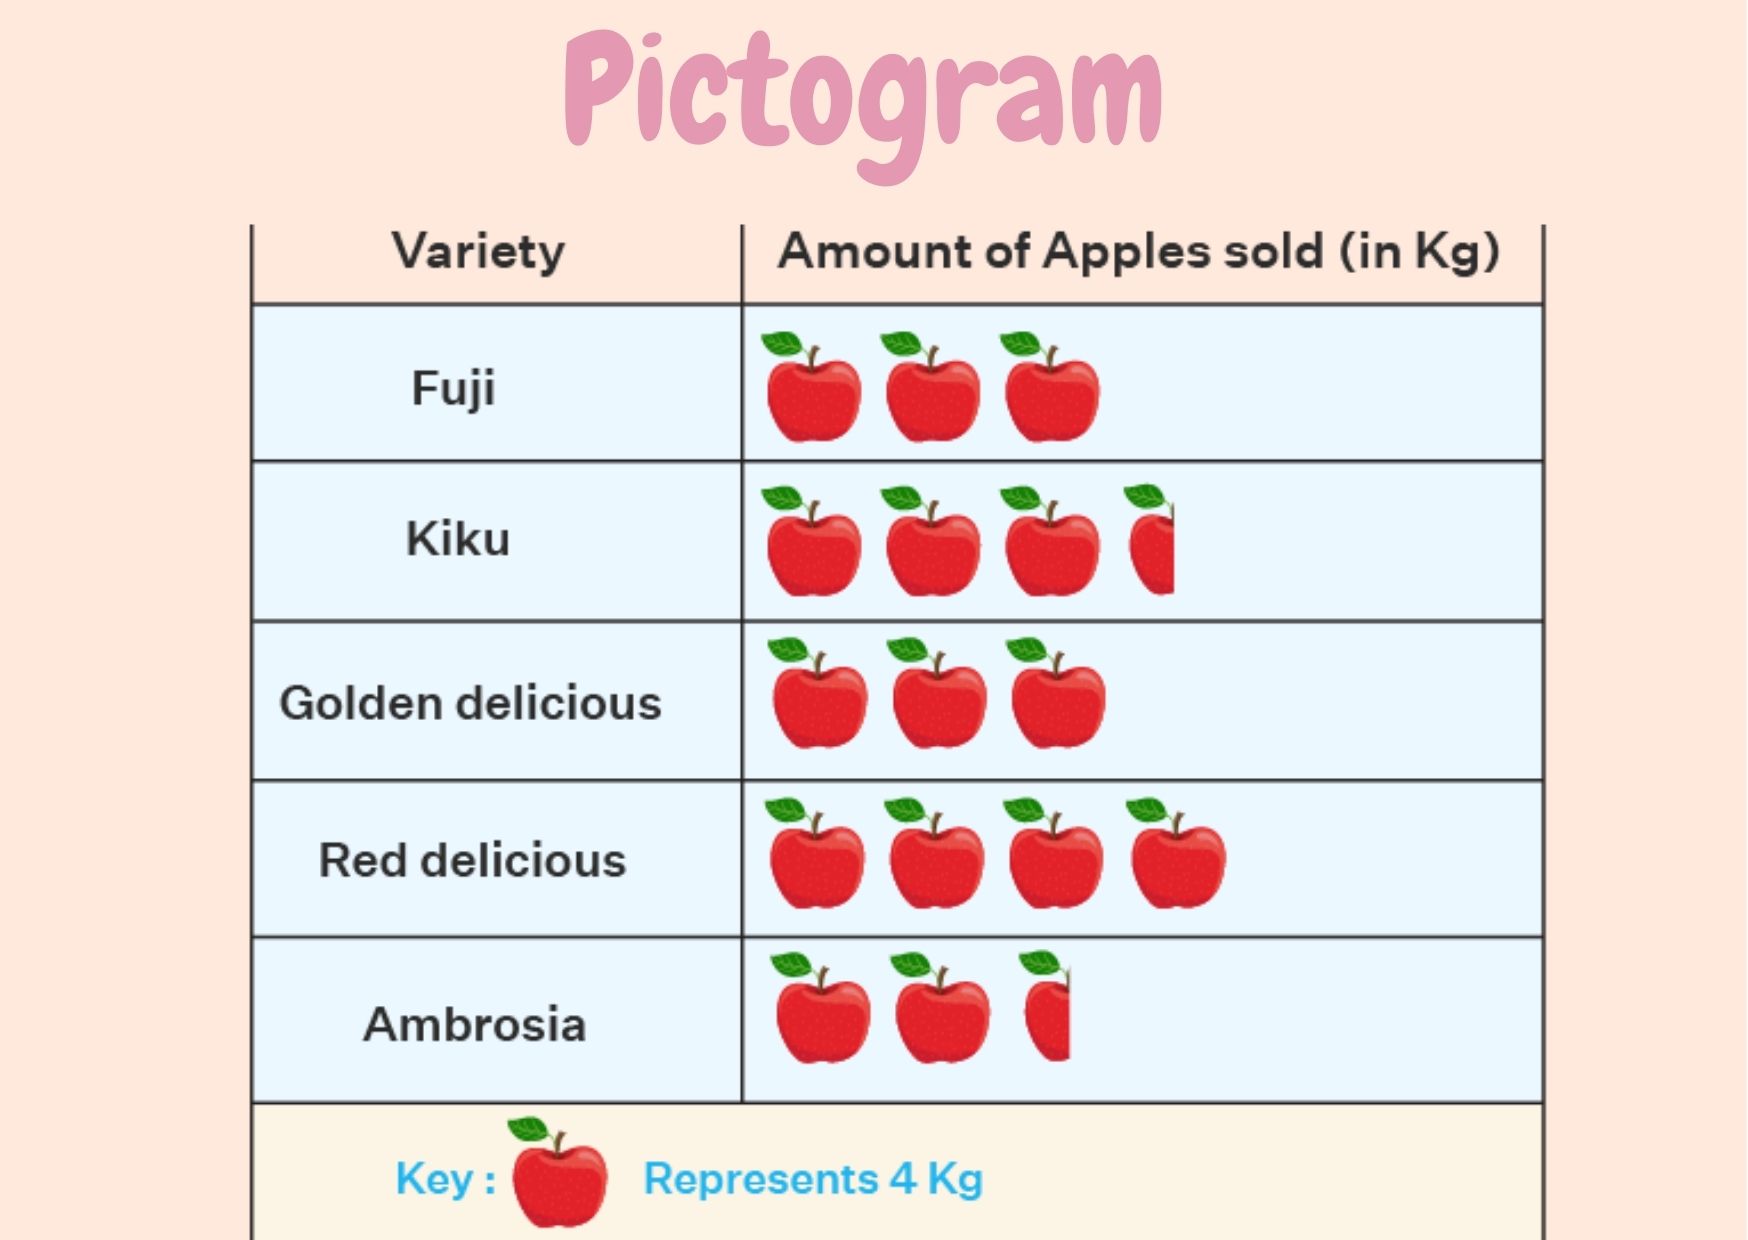 Pictogram
Variety
Amount of Apples sold (in Kg)
Fuji
Kiku
Golden delicious
Red delicious
Ambrosia
Key : Represents 4 Kg